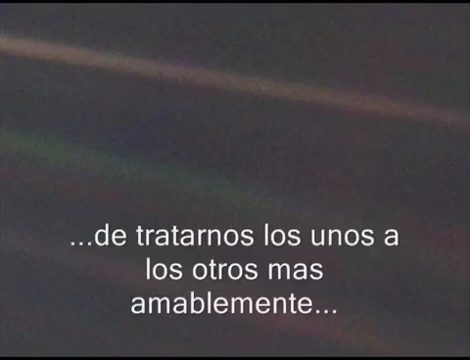 ...de tratarnos los unos a
los otros mas
amablemente...